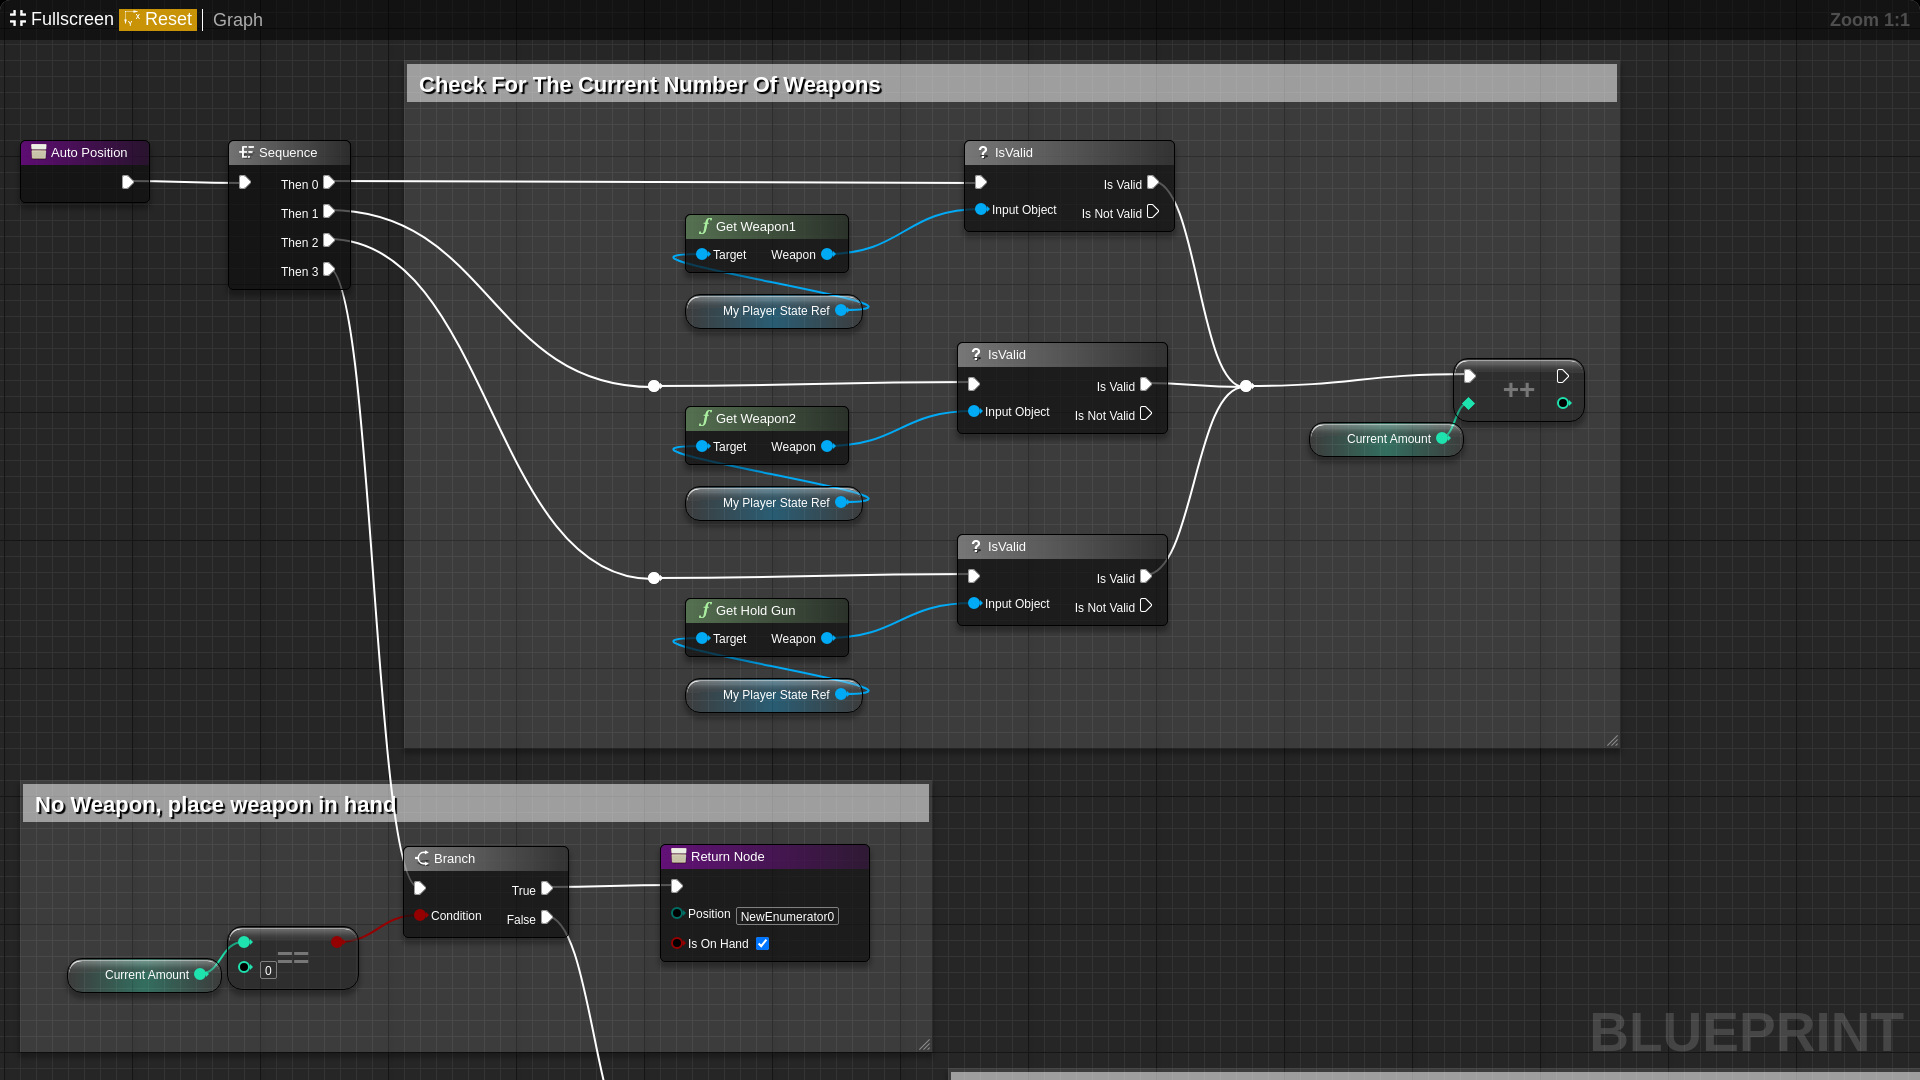 Fullscreen Reset Graph
Zoom 1:1
Check For The Current Number Of Weapons
Auto Position
Sequence
Then 0
Then 1
Then 2
Then 3
? IsValid
Is Valid
Input Object Is Not Valid
f Get Weapon1
Target Weapon
My Player State Ref
? IsValid
Is Valid
Input Object Is Not Valid
f Get Weapon2
Target Weapon
My Player State Ref
++
Current Amount
? IsValid
Is Valid
Input Object Is Not Valid
f Get Hold Gun
Target Weapon
My Player State Ref
No Weapon, place weapon in hand
Branch
True
Condition False
Return Node
Position NewEnumerator0
Is On Hand
Current Amount
0 ==
BLUEPRINT